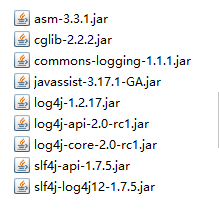 asm-3.3.1.jar
cglib-2.2.2.jar
commons-logging-1.1.1.jar
javassist-3.17.1-GA.jar
log4j-1.2.17.jar
log4j-api-2.0-rc1.jar
log4j-core-2.0-rc1.jar
slf4j-api-1.7.5.jar
slf4j-log4j12-1.7.5.jar